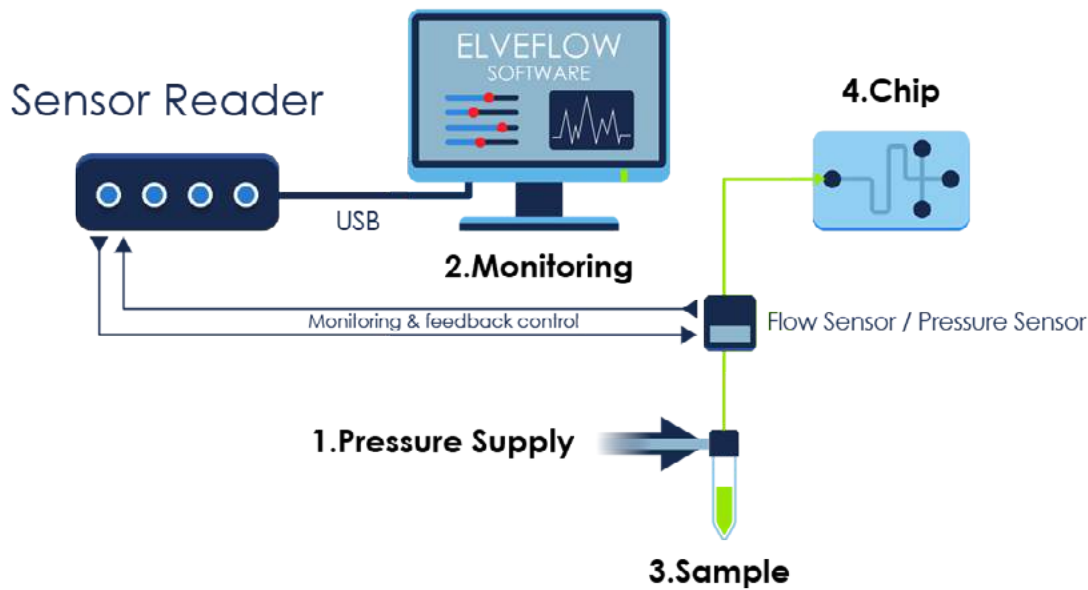 ELVEFLOW
SOFTWARE
Sensor Reader
4.Chip
USB
2.Monitoring
Monitoring & feedback control
Flow Sensor / Pressure Sensor
1.Pressure Supply
3.Sample